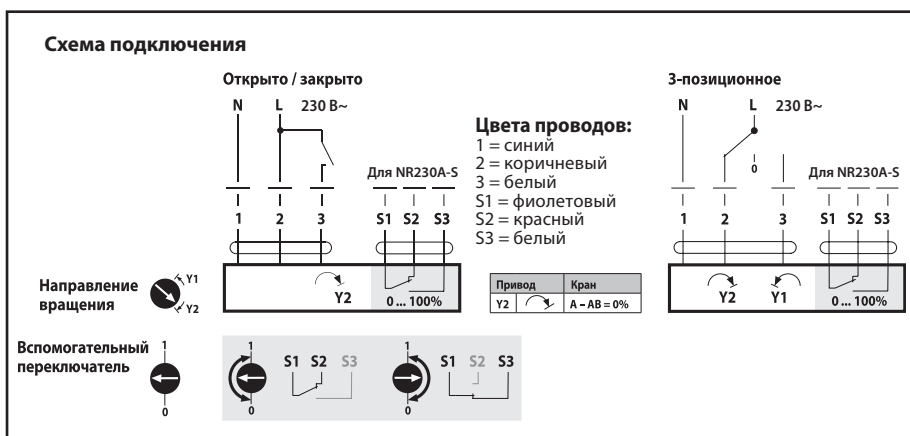 Схема подключения
Открыто / закрыто
N L 230 В~
Для NR230A-S
1 2 3 S1 S2 S3
Y2 0 ... 100%
Цвета проводов:
1 = синий
2 = коричневый
3 = белый
S1 = фиолетовый
S2 = красный
S3 = белый
Привод Кран
Y2 A – AB = 0%
3-позиционное
N L 230 В~
0
Для NR230A-S
1 2 3 S1 S2 S3
Y2 Y1 0 ... 100%
Направление
вращения
Y1
Y2
Вспомогательный
переключатель
1
0
1
0
S1 S2 S3
1
0
S1 S2 S3